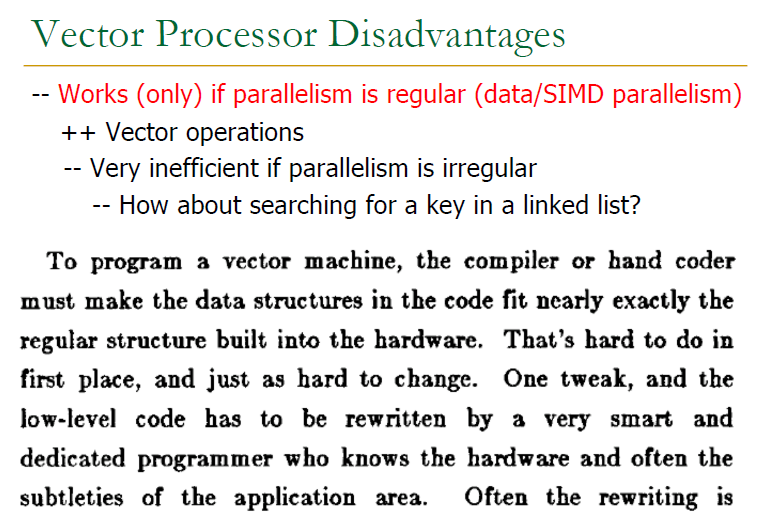 Vector Processor Disadvantages
-- Works (only) if parallelism is regular (data/SIMD parallelism)
++ Vector operations
-- Very inefficient if parallelism is irregular
-- How about searching for a key in a linked list?
To program a vector machine, the compiler or hand coder
must make the data structures in the code fit nearly exactly the
regular structure built into the hardware. That's hard to do in
first place, and just as hard to change. One tweak, and the
low-level code has to be rewritten by a very smart and
dedicated programmer who knows the hardware and often the
subtleties of the application area. Often the rewriting is